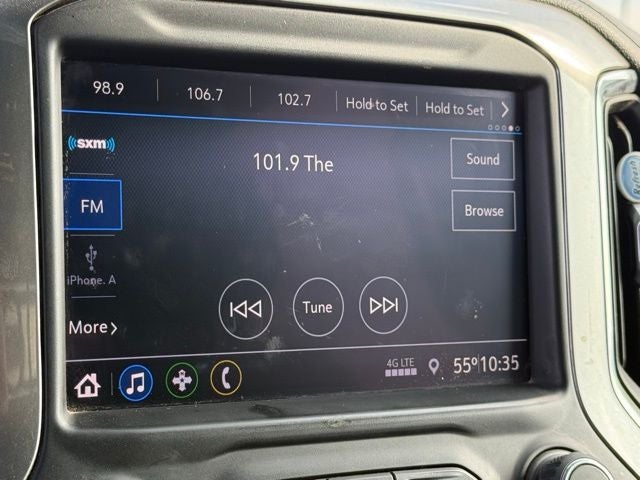 98.9 106.7 102.7 Hold to Set Hold to Set >
sxm
101.9 The
Sound
FM
Browse
iPhone. A
Tune
More >
4G LTE
55° 10:35
Refresh